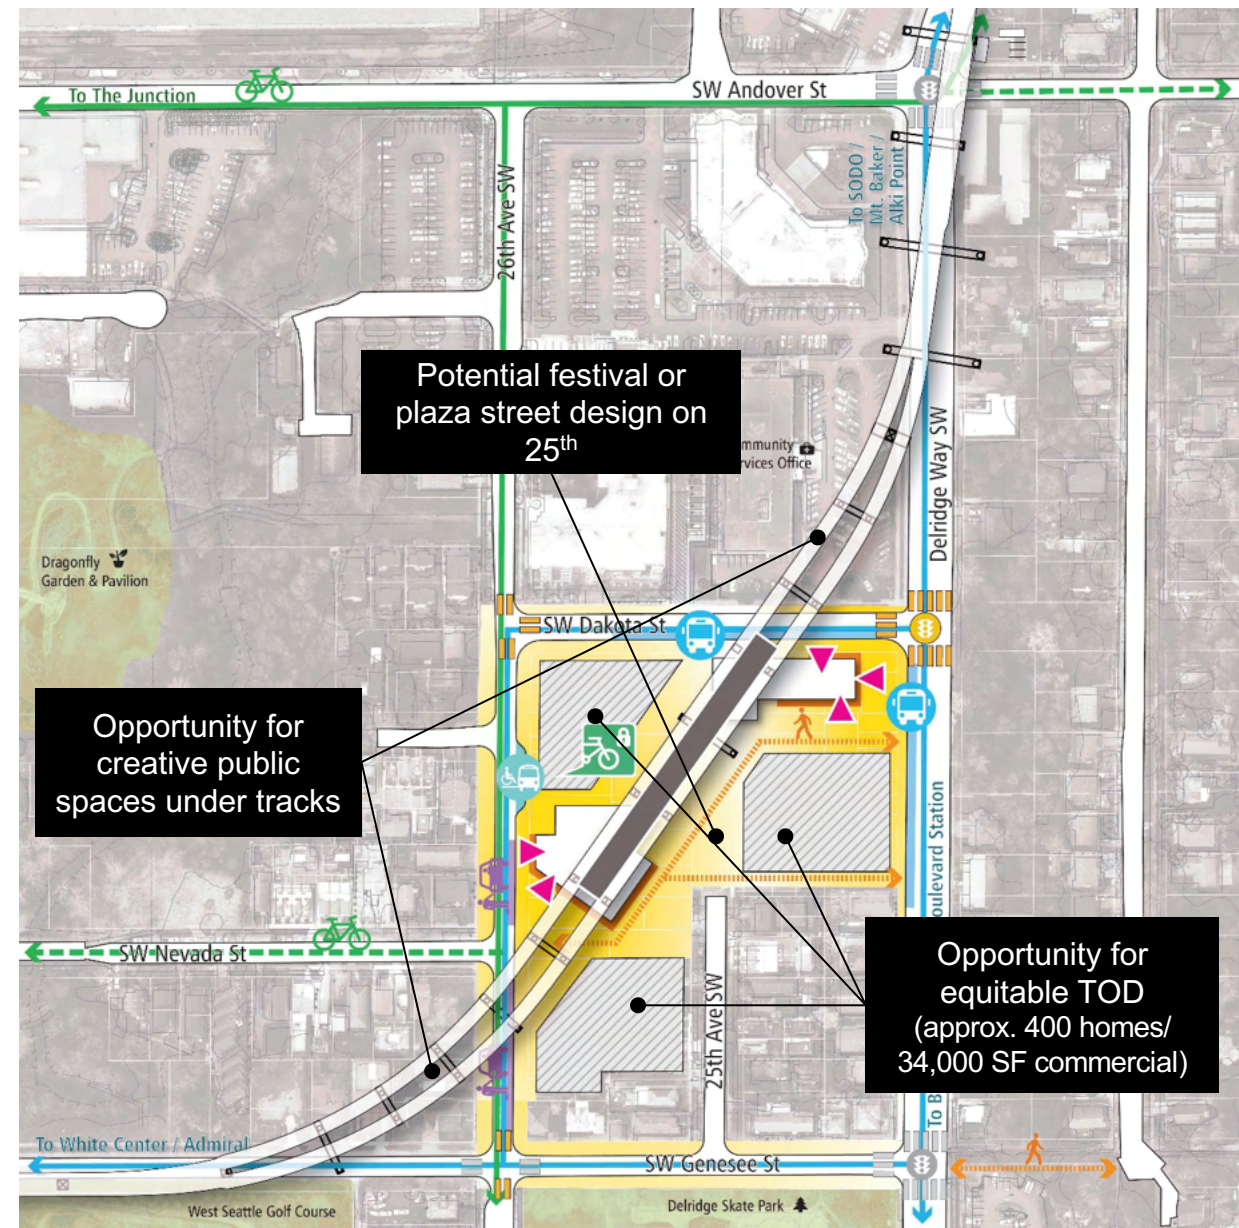 To The Junction
SW Andover St
To SODO /
Mt. Baker /
Alki Point
26th Ave SW
Potential festival or
plaza street design on
25th
mmunity
rvices Office
Delridge Way SW
Dragonfly
Garden & Pavilion
SW Dakota St
Opportunity for
creative public
spaces under tracks
oulevard Station
To B
SW Nevada St
Opportunity for
equitable TOD
(approx. 400 homes/
34,000 SF commercial)
25th Ave SW
To White Center / Admiral
SW Genesee St
West Seattle Golf Course
Delridge Skate Park